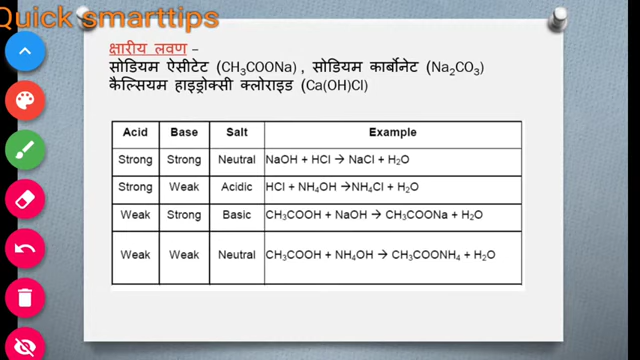 Quick smarttips
क्षारीय लवण –
सोडियम ऐसीटेट (CH₃COONa) , सोडियम कार्बोनेट (Na₂CO₃)
कैल्सियम हाइड्रोक्सी क्लोराइड (Ca(OH)Cl)
Acid Base Salt Example
Strong Strong Neutral NaOH + HCl → NaCl + H₂O
Strong Weak Acidic HCl + NH₄OH →NH₄Cl + H₂O
Weak Strong Basic CH₃COOH + NaOH → CH₃COONa + H₂O
Weak Weak Neutral CH₃COOH + NH₄OH → CH₃COONH₄ + H₂O